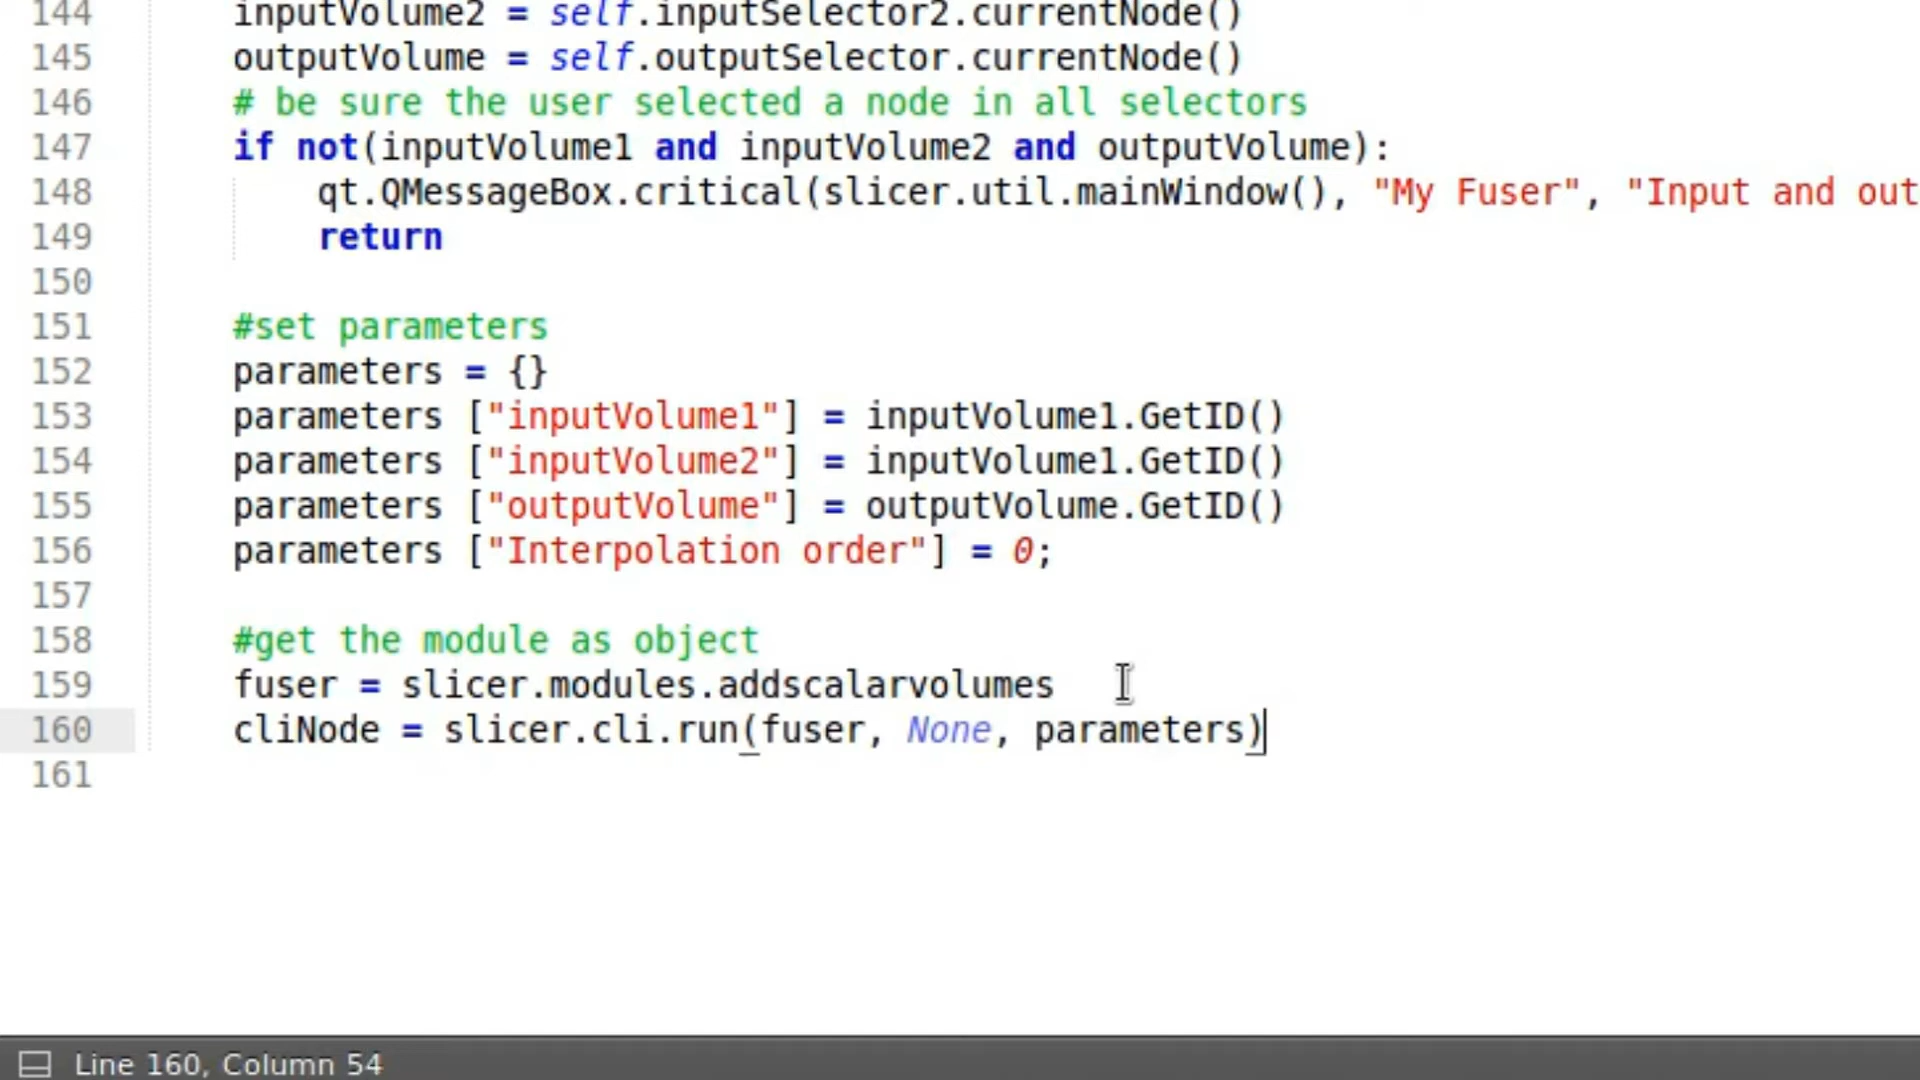 144 inputVolume2 = self.inputSelector2.currentNode()
145 outputVolume = self.outputSelector.currentNode()
146 # be sure the user selected a node in all selectors
147 if not(inputVolume1 and inputVolume2 and outputVolume):
148 qt.QMessageBox.critical(slicer.util.mainWindow(), "My Fuser", "Input and out
149 return
150
151 #set parameters
152 parameters = {}
153 parameters ["inputVolume1"] = inputVolume1.GetID()
154 parameters ["inputVolume2"] = inputVolume1.GetID()
155 parameters ["outputVolume"] = outputVolume.GetID()
156 parameters ["Interpolation order"] = 0;
157
158 #get the module as object
159 fuser = slicer.modules.addscalarvolumes
160 cliNode = slicer.cli.run(fuser, None, parameters)
161
Line 160, Column 54